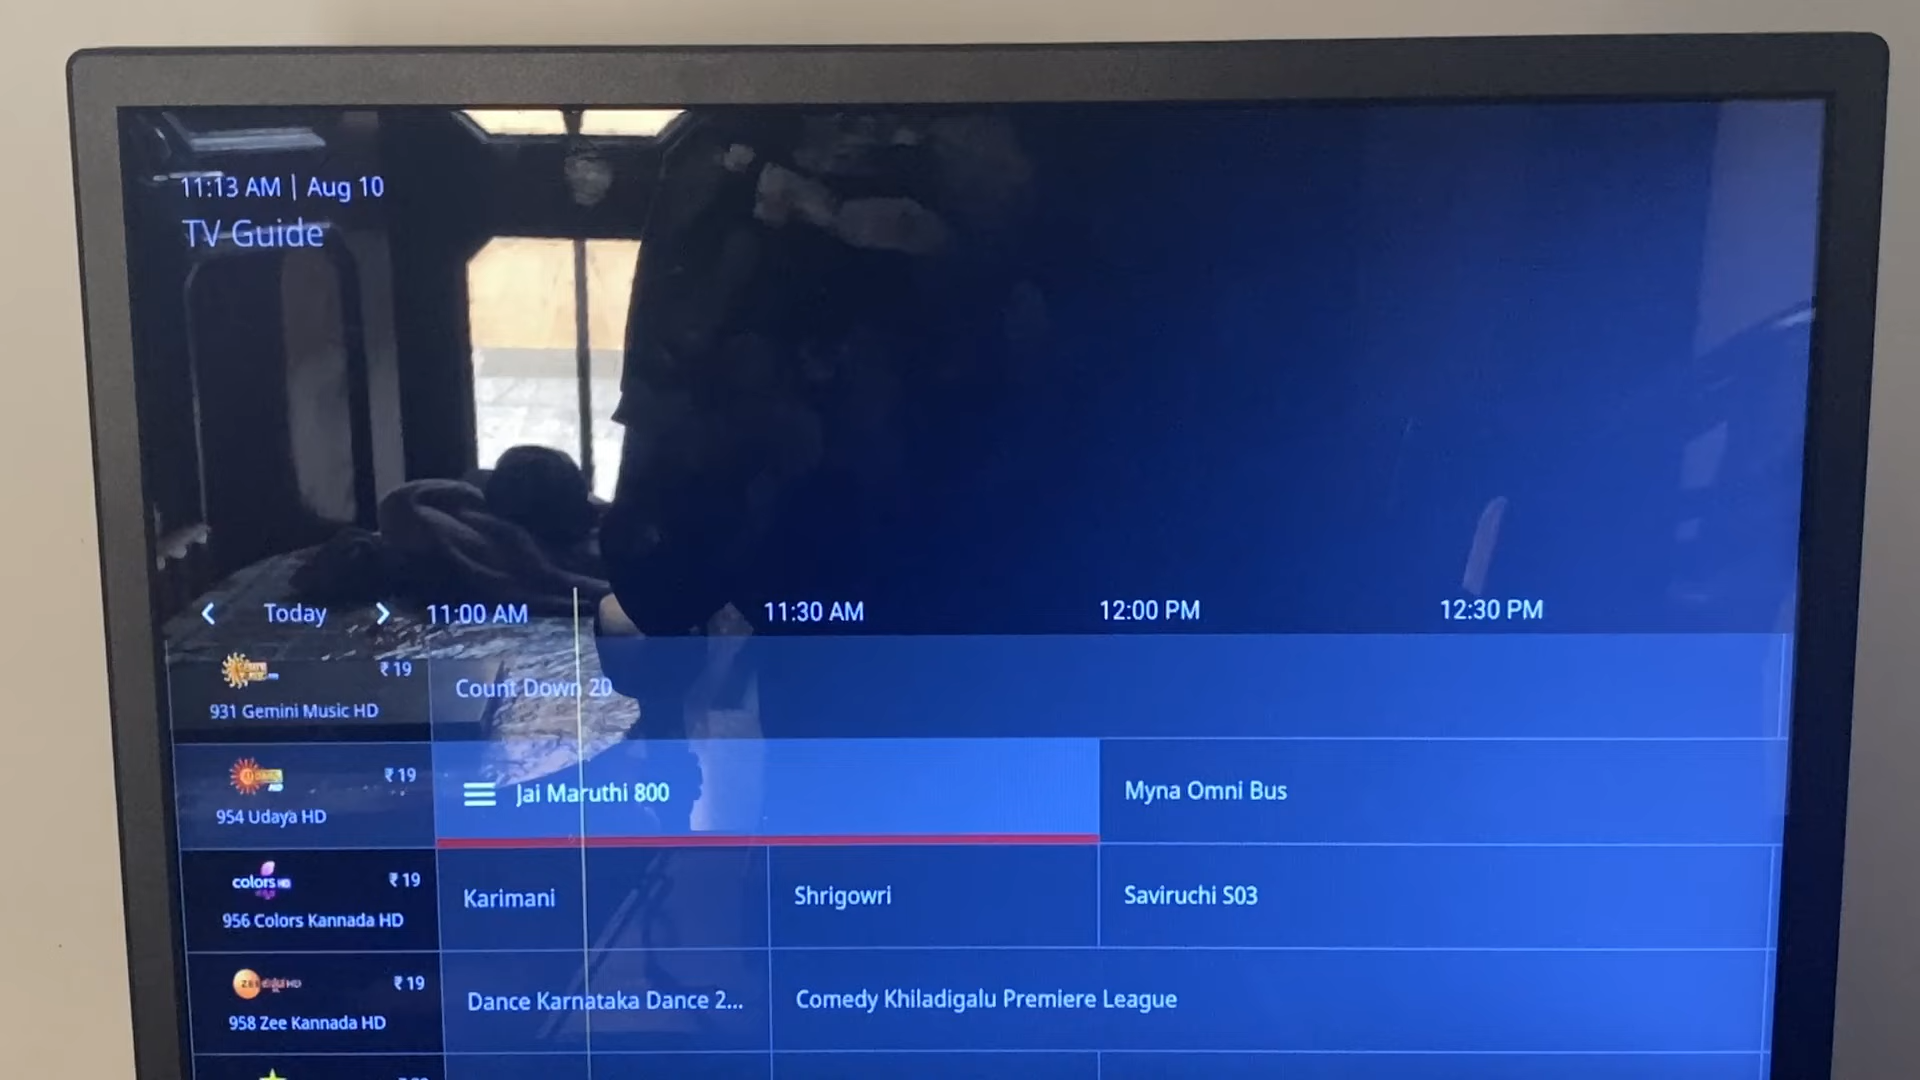 11:13 AM | Aug 10
TV Guide
Today 11:00 AM 11:30 AM 12:00 PM 12:30 PM
₹ 19
931 Gemini Music HD
Count Down 20
₹ 19
954 Udaya HD
Jai Maruthi 800
Myna Omni Bus
colors HD
₹ 19
956 Colors Kannada HD
Karimani
Shrigowri
Saviruchi S03
ZEE
HD
₹ 19
958 Zee Kannada HD
Dance Karnataka Dance 2...
Comedy Khiladigalu Premiere League